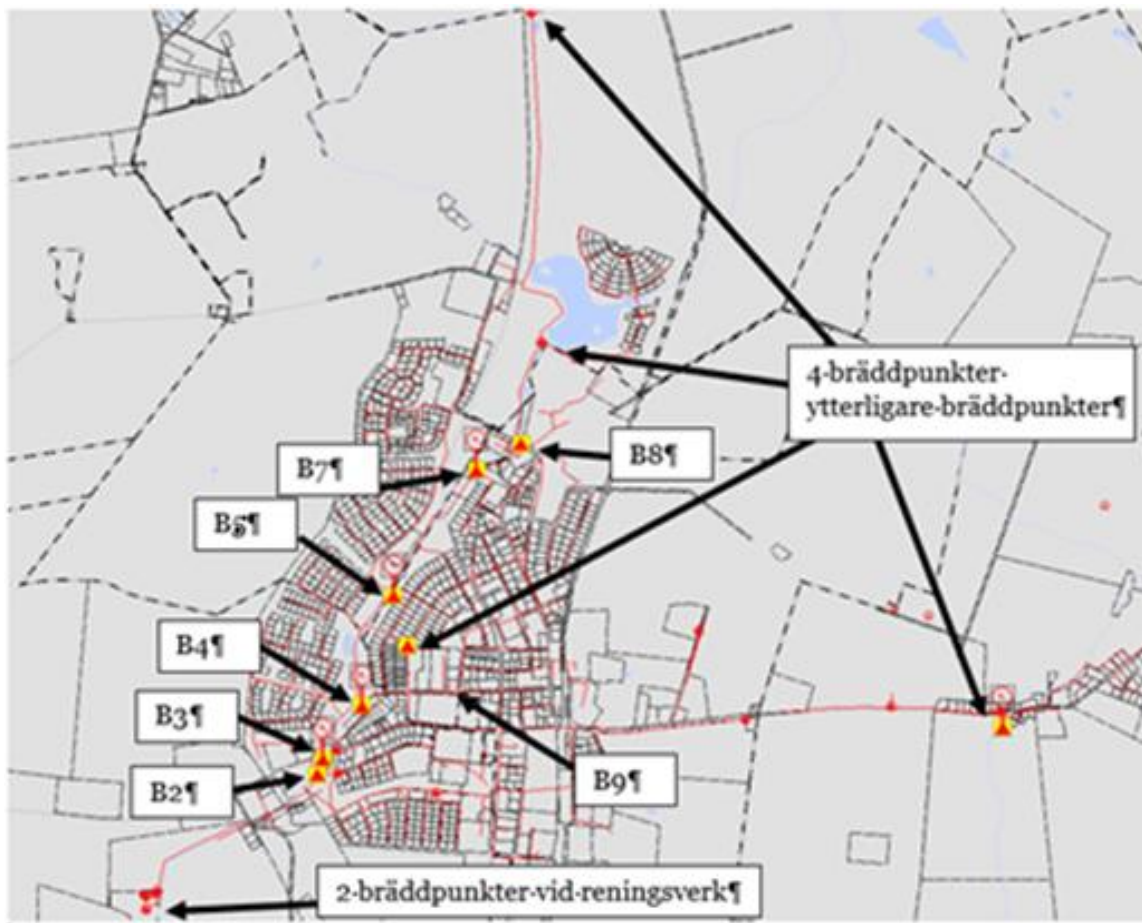 4-bräddpunkter-
ytterligare-bräddpunkter¶
B8¶
B7¶
B4¶
B3¶
B2¶
B9¶
2-bräddpunkter-vid-reningsverk¶